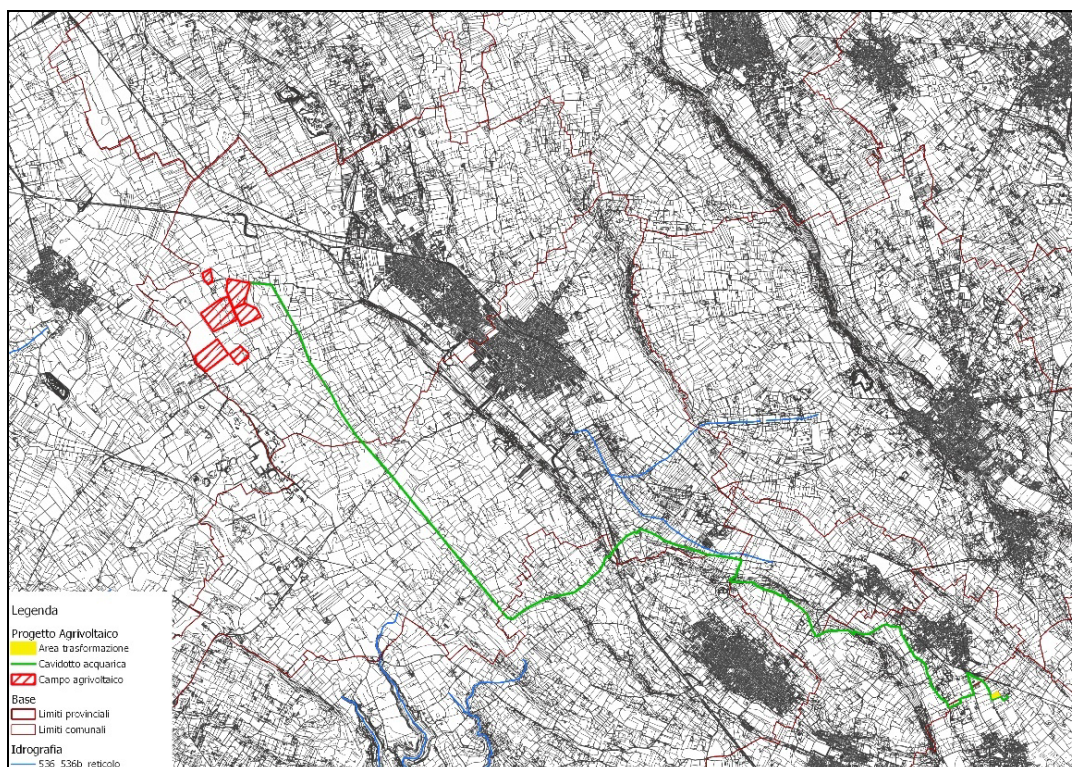 Legenda
Progetto Agrivoltaico
Area trasformazione
Cavidotto acquarica
Campo agrivoltaico
Base
Limiti provinciali
Limiti comunali
Idrografia
536_536b_reticolo